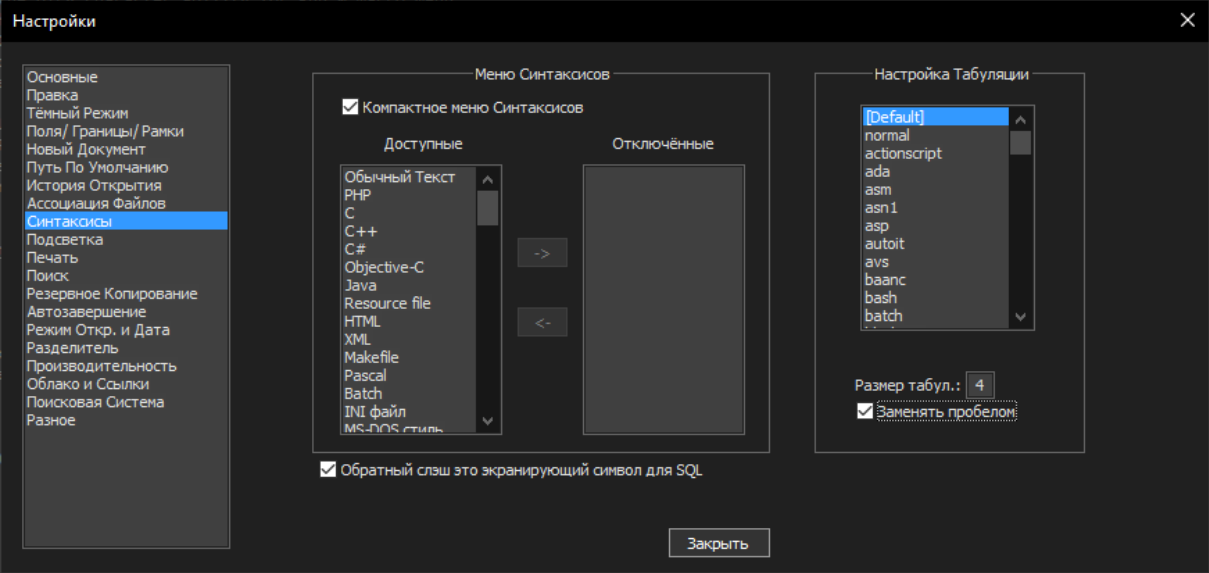 Настройки
Основные
Правка
Тёмный Режим
Поля/ Границы/ Рамки
Новый Документ
Путь По Умолчанию
История Открытия
Ассоциация Файлов
Синтаксисы
Подсветка
Печать
Поиск
Резервное Копирование
Автозавершение
Режим Откр. и Дата
Разделитель
Производительность
Облако и Ссылки
Поисковая Система
Разное
Меню Синтаксисов
Компактное меню Синтаксисов
Доступные
Обычный Текст
PHP
C
C++
C#
Objective-C
Java
Resource file
HTML
XML
Makefile
Pascal
Batch
INI файл
MS-DOS стиль
->
<-
Отключённые
Обратный слэш это экранирующий символ для SQL
Настройка Табуляции
[Default]
normal
actionscript
ada
asm
asn1
asp
autoit
avs
baanc
bash
batch
Размер табул.: 4
Заменять пробелом
Закрыть